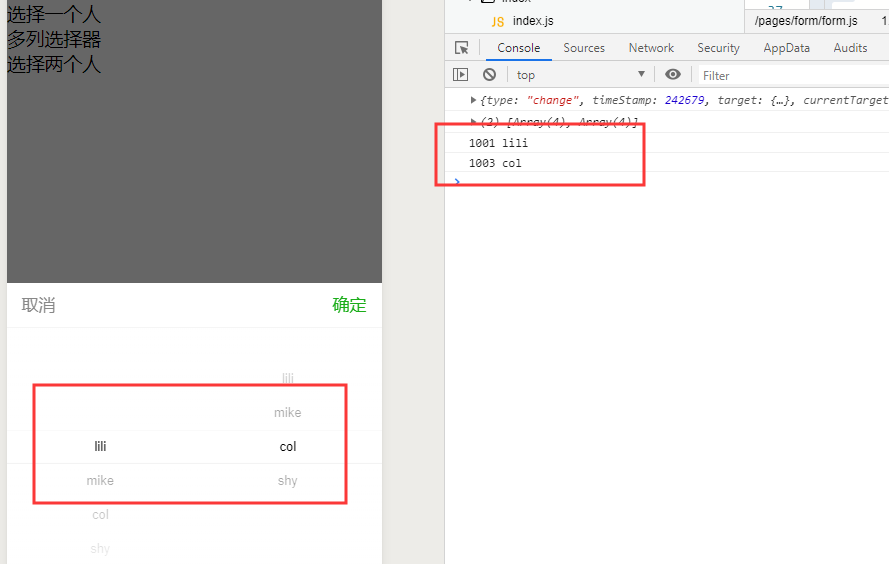 选择一个人
多列选择器
选择两个人
取消
确定
lili
mike
lili
col
mike
shy
col
shy
index.js
/pages/form/form.js
Console
Sources
Network
Security
AppData
Audits
top
Filter
{type: "change", timeStamp: 242679, target: {…}, currentTarget
(2) [Array(4), Array(4)]
1001 lili
1003 col